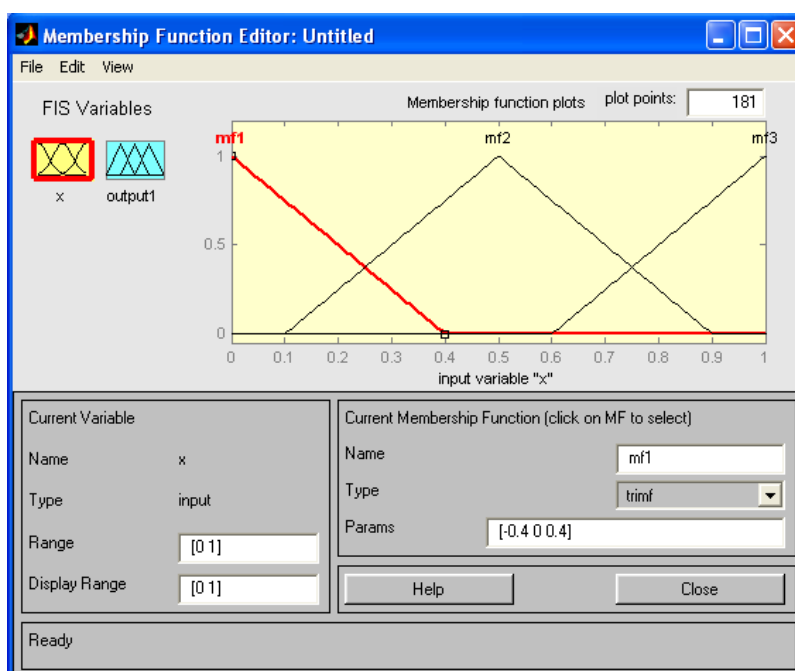 Membership Function Editor: Untitled
File Edit View
FIS Variables
Membership function plots plot points: 181
mf1 mf2 mf3
x output1
1
0.5
0
0 0.1 0.2 0.3 0.4 0.5 0.6 0.7 0.8 0.9 1
input variable "x"
Current Variable
Name x
Type input
Range [0 1]
Display Range [0 1]
Current Membership Function (click on MF to select)
Name mf1
Type trimf
Params [-0.4 0 0.4]
Help Close
Ready